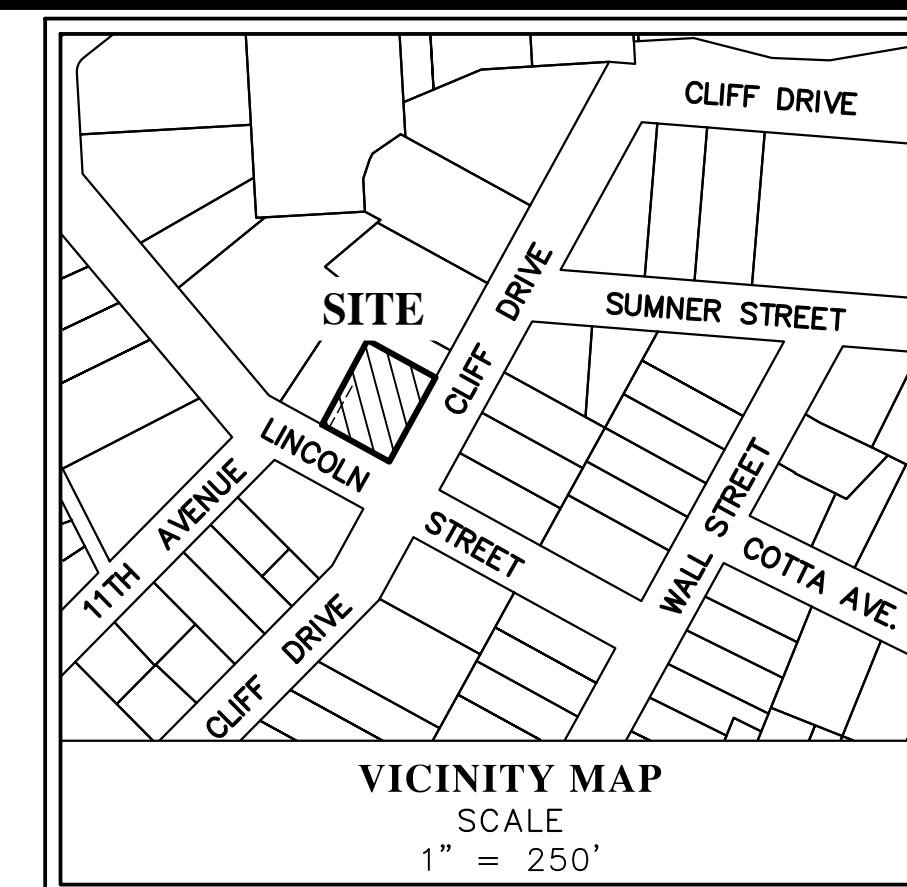 CLIFF DRIVE
SUMNER STREET
SITE
CLIFF DRIVE
LINCOLN
STREET
11TH AVENUE
WALL STREET
COTTA AVE.
CLIFF DRIVE
VICINITY MAP
SCALE
1" = 250'